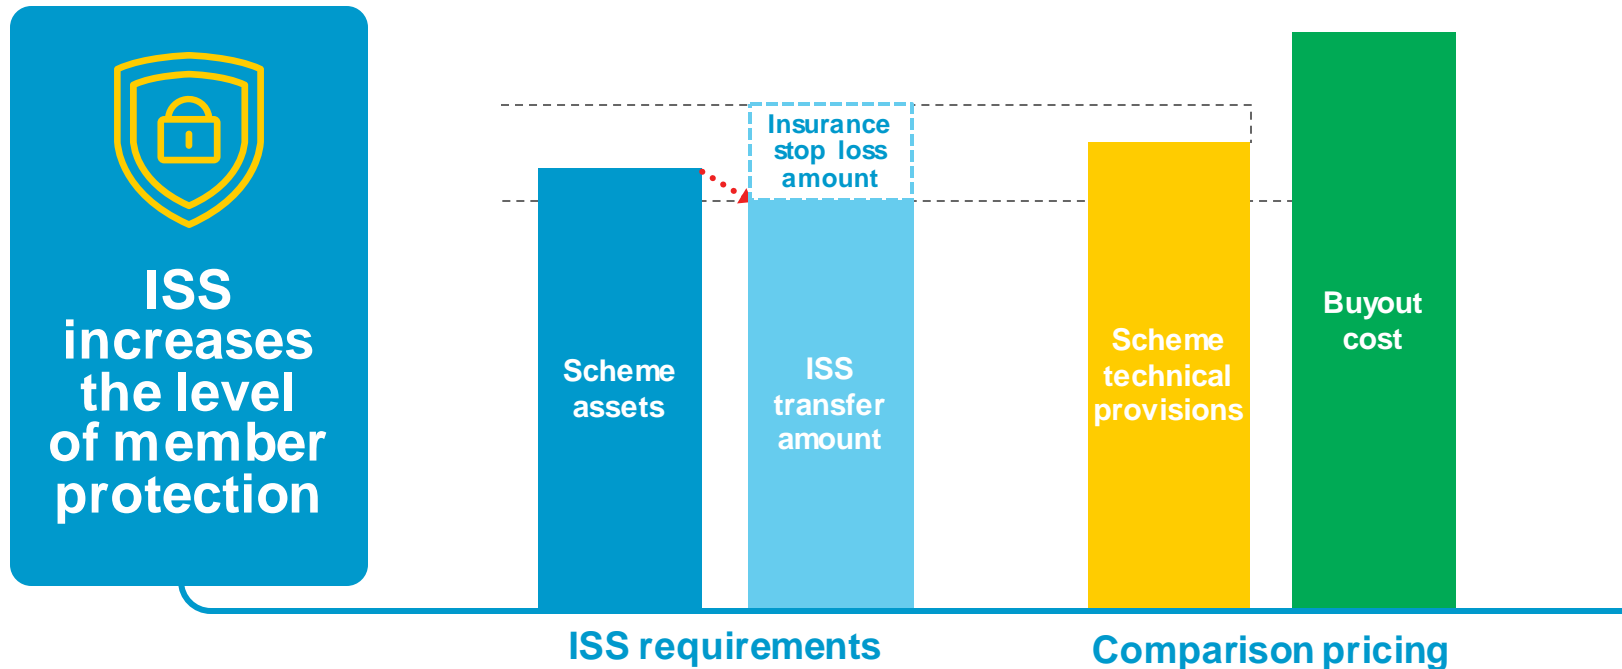 ISS
increases
the level
of member
protection
Insurance
stop loss
amount
Scheme
assets
ISS
transfer
amount
Scheme
technical
provisions
Buyout
cost
ISS requirements
Comparison pricing